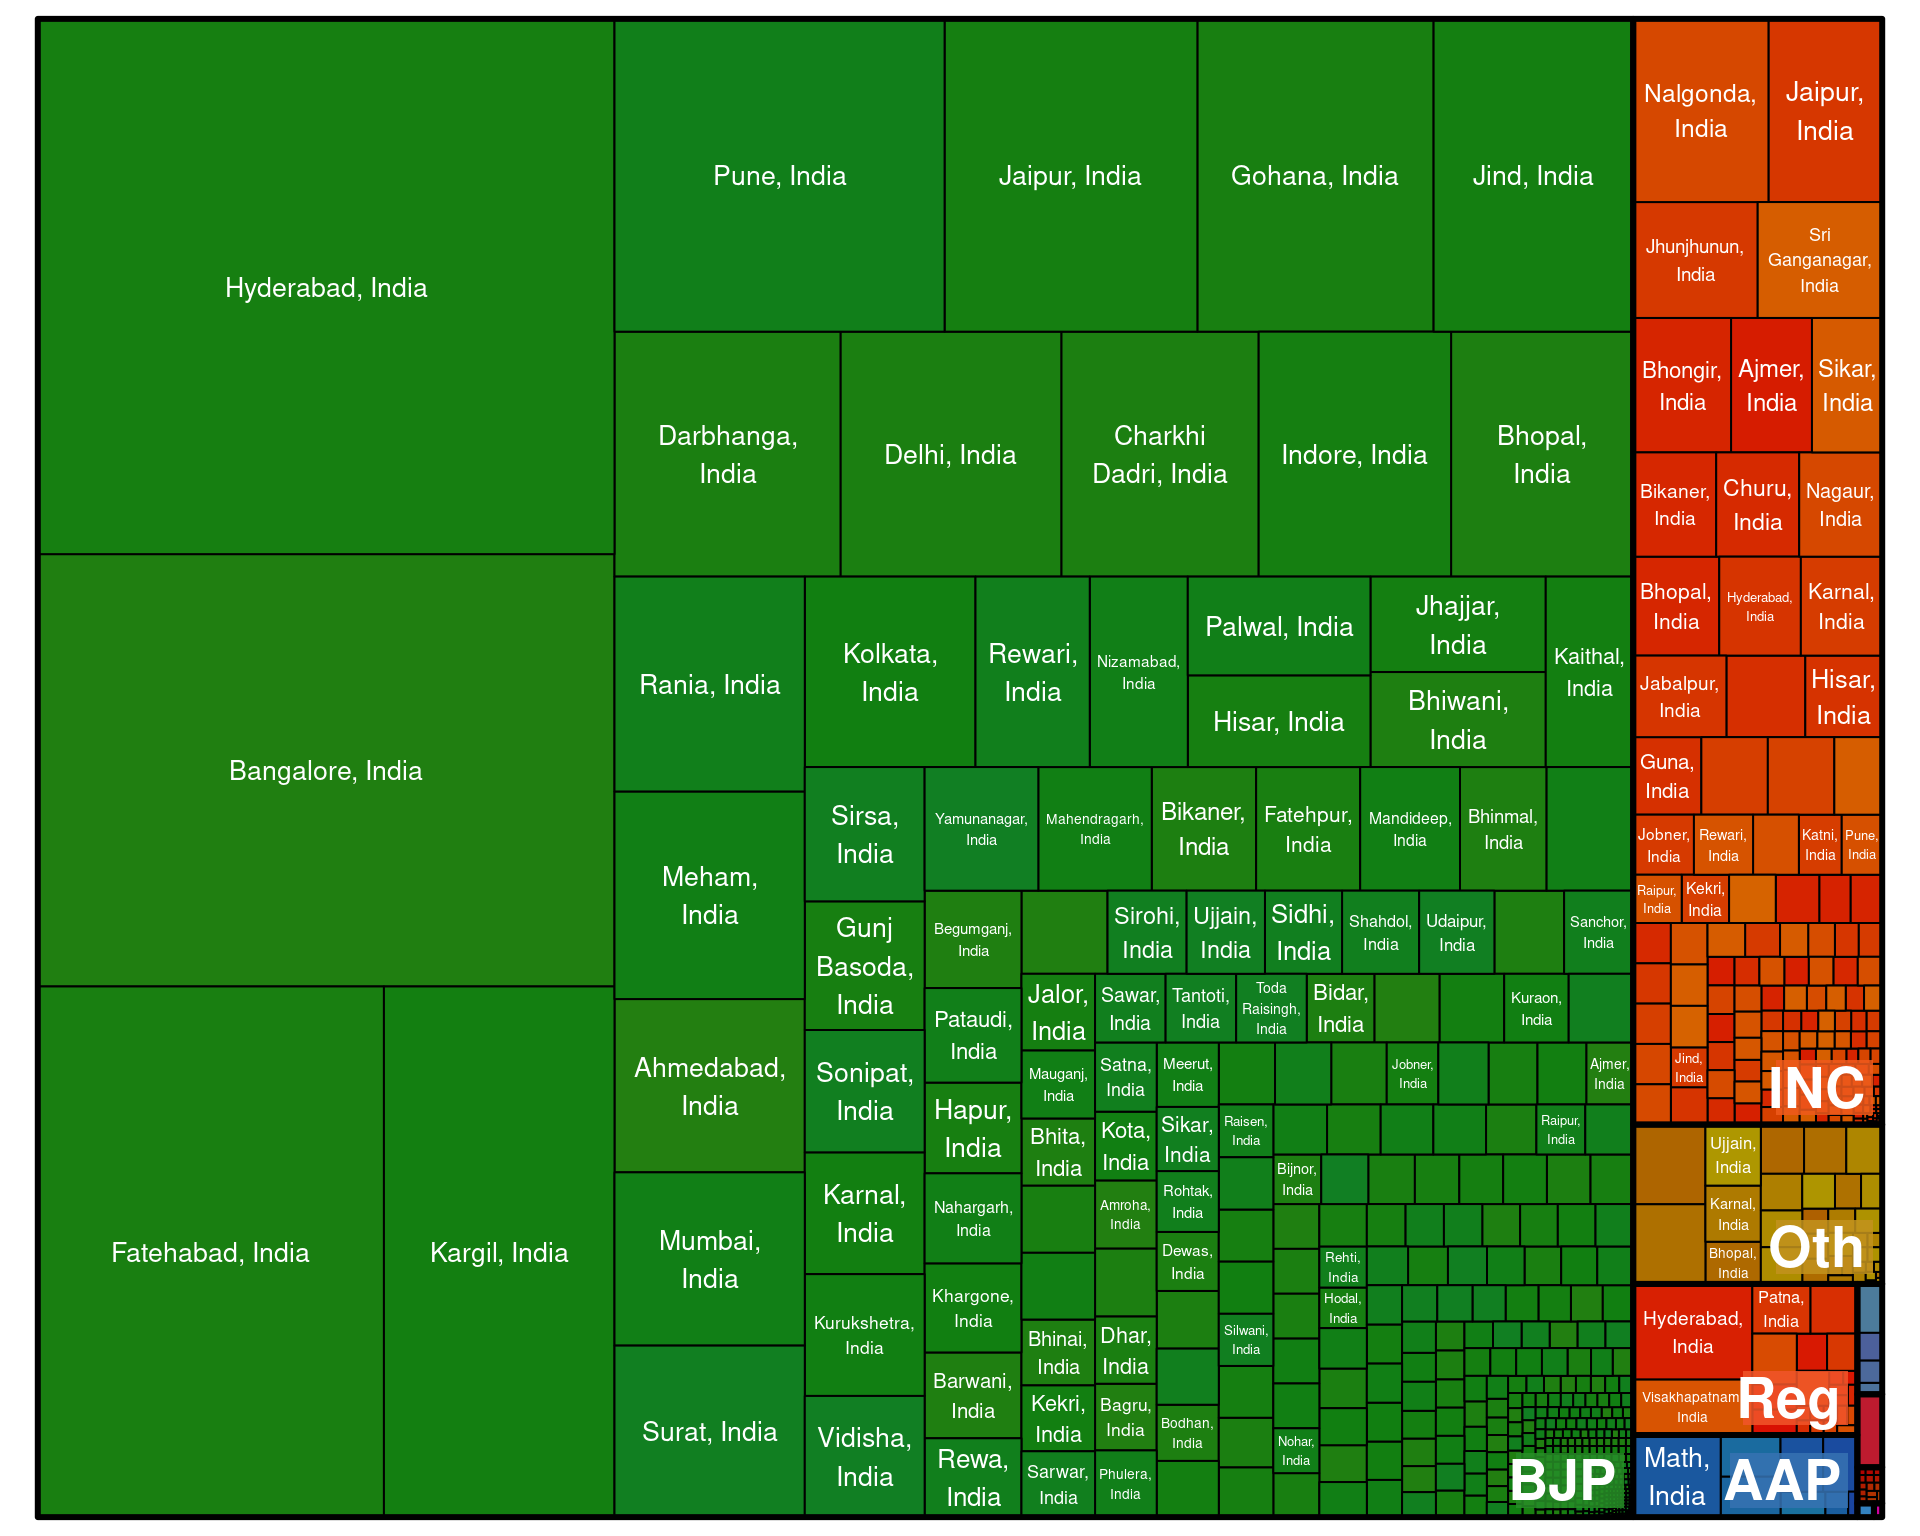 Hyderabad, India
Bangalore, India
Fatehabad, India
Kargil, India
Pune, India
Jaipur, India
Gohana, India
Jind, India
Darbhanga,
India
Delhi, India
Charkhi
Dadri, India
Indore, India
Bhopal,
India
Rania, India
Meham,
India
Ahmedabad,
India
Mumbai,
India
Surat, India
Kolkata,
India
Rewari,
India
Nizamabad,
India
Palwal, India
Hisar, India
Jhajjar,
India
Bhiwani,
India
Kaithal,
India
Sirsa,
India
Gunj
Basoda,
India
Sonipat,
India
Karnal,
India
Kurukshetra,
India
Vidisha,
India
Yamunanagar,
India
Mahendragarh,
India
Bikaner,
India
Fatehpur,
India
Mandideep,
India
Bhinmal,
India
Begumganj,
India
Pataudi,
India
Hapur,
India
Nahargarh,
India
Khargone,
India
Barwani,
India
Rewa,
India
Sirohi,
India
Ujjain,
India
Sidhi,
India
Shahdol,
India
Udaipur,
India
Sanchor,
India
Jalor,
India
Mauganj,
India
Bhita,
India
Bhinai,
India
Kekri,
India
Sarwar,
India
Sawar,
India
Tantoti,
India
Toda
Raisingh,
India
Bidar,
India
Kuraon,
India
Satna,
India
Kota,
India
Amroha,
India
Dhar,
India
Bagru,
India
Phulera,
India
Meerut,
India
Sikar,
India
Rohtak,
India
Dewas,
India
Bodhan,
India
Jobner,
India
Ajmer,
India
Raisen,
India
Silwani,
India
Raipur,
India
Bijnor,
India
Nohar,
India
Rehti,
India
Hodal,
India
BJP
Nalgonda,
India
Jaipur,
India
Jhunjhunun,
India
Sri
Ganganagar,
India
Bhongir,
India
Ajmer,
India
Sikar,
India
Bikaner,
India
Churu,
India
Nagaur,
India
Bhopal,
India
Hyderabad,
India
Karnal,
India
Jabalpur,
India
Hisar,
India
Guna,
India
Jobner,
India
Rewari,
India
Katni,
India
Pune,
India
Raipur,
India
Kekri,
India
Jind,
India
INC
Ujjain,
India
Karnal,
India
Bhopal,
India
Oth
Hyderabad,
India
Patna,
India
Visakhapatnam,
India
Reg
Math,
India
AAP